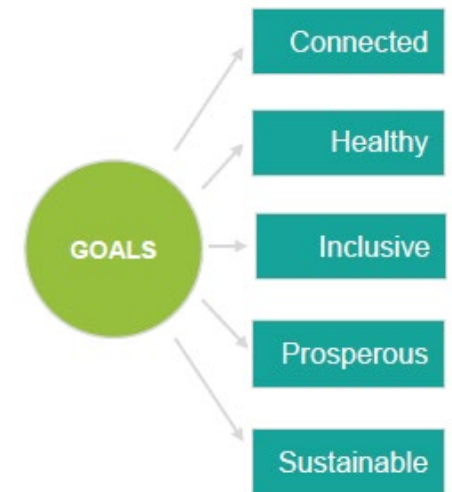 Connected
Healthy
GOALS
Inclusive
Prosperous
Sustainable